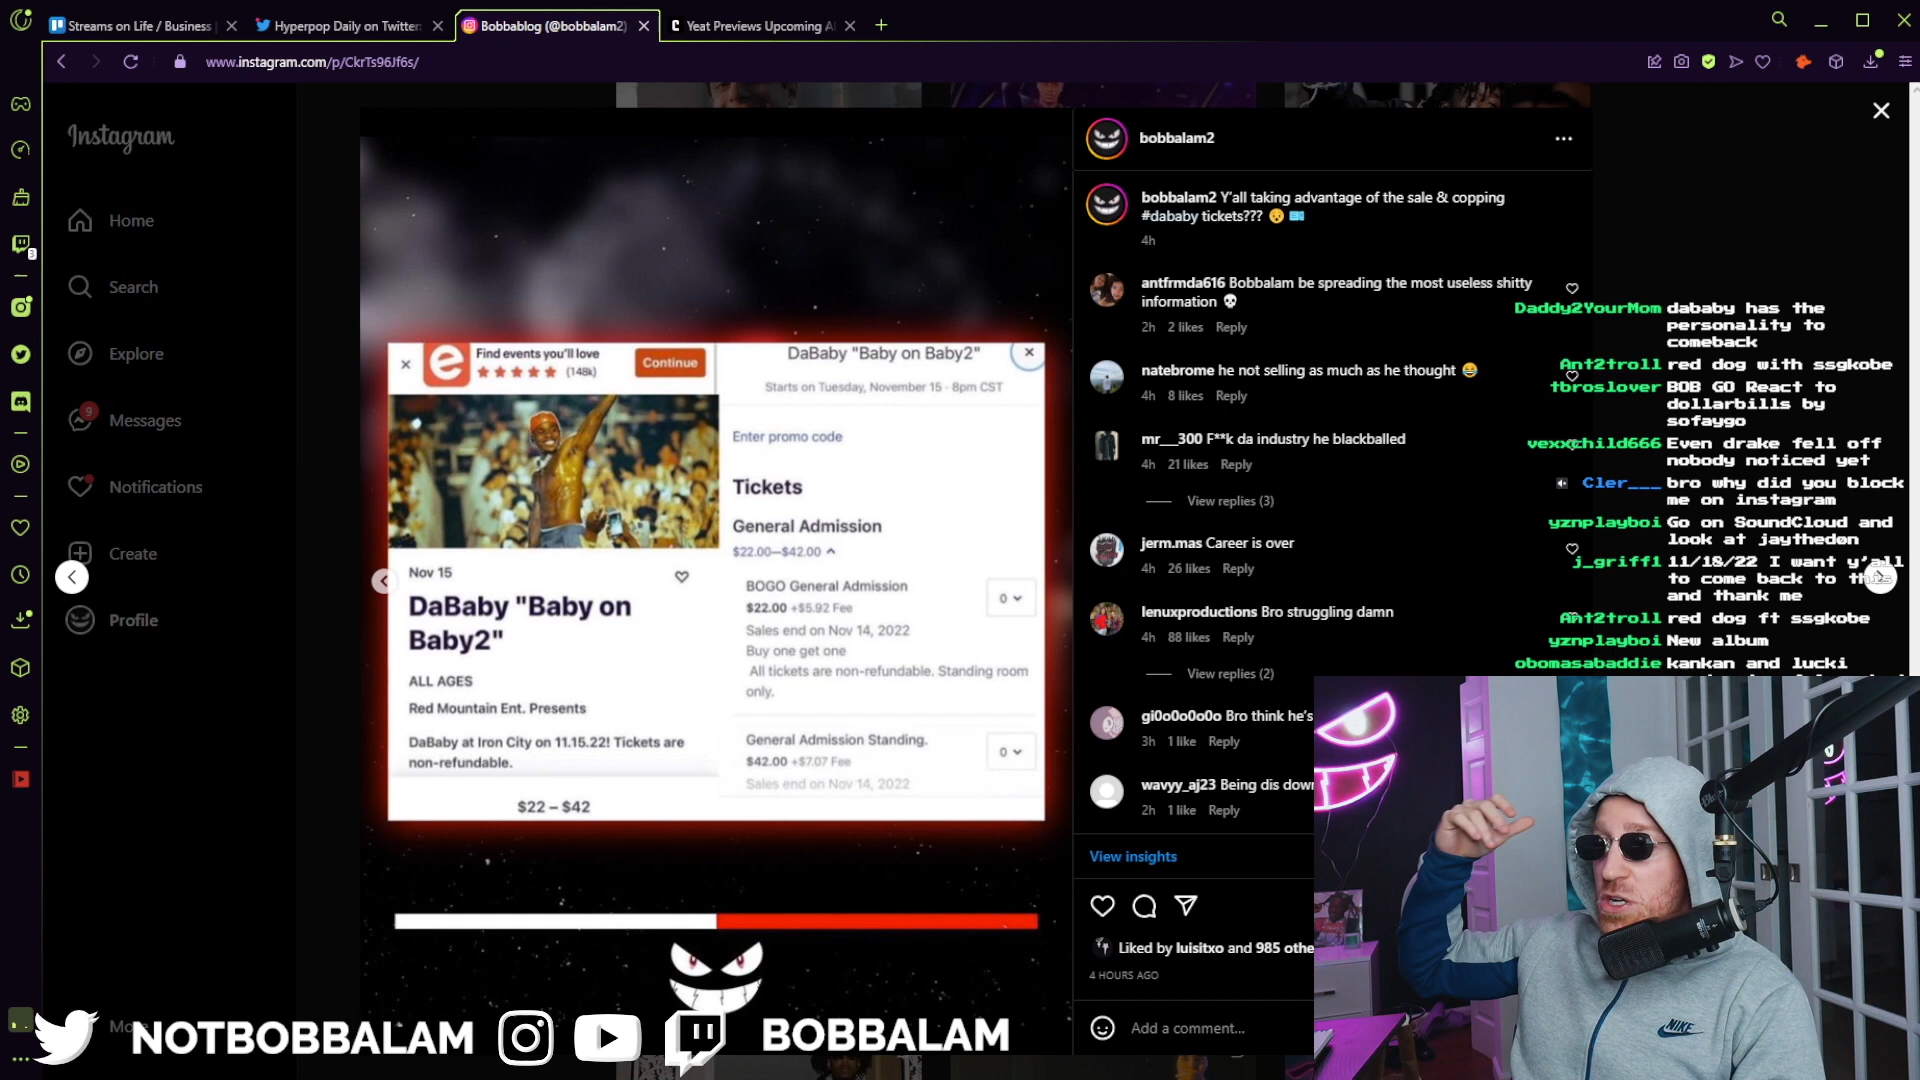 Streams on Life / Business
Hyperpop Daily on Twitter:
Bobbablog (@bobbalam2)
Yeat Previews Upcoming Al
www.instagram.com/p/CkrTs96Jf6s/
3
Instagram
Home
Search
Explore
9
Messages
Notifications
Create
Profile
Mo
Find events you'll love
(148k)
Continue
Nov 15
DaBaby "Baby on
Baby2"
ALL AGES
Red Mountain Ent. Presents
DaBaby at Iron City on 11.15.22! Tickets are
non-refundable.
$22 – $42
DaBaby "Baby on Baby2"
Starts on Tuesday, November 15 · 8pm CST
Enter promo code
Tickets
General Admission
$22.00—$42.00
BOGO General Admission
$22.00 +$5.92 Fee
0
Sales end on Nov 14, 2022
Buy one get one
All tickets are non-refundable. Standing room
only.
General Admission Standing.
$42.00 +$7.07 Fee
0
Sales end on Nov 14, 2022
bobbalam2
bobbalam2 Y'all taking advantage of the sale & copping
#dababy tickets??? 😯 🎫
4h
antfrmda616 Bobbalam be spreading the most useless shitty
information 💀
2h 2 likes Reply
natebrome he not selling as much as he thought 😂
4h 8 likes Reply
mr__300 F**k da industry he blackballed
4h 21 likes Reply
View replies (3)
jerm.mas Career is over
4h 26 likes Reply
lenuxproductions Bro struggling damn
4h 88 likes Reply
View replies (2)
gi0o0o0o0o Bro think he's
3h 1 like Reply
wavyy_aj23 Being dis dow
2h 1 like Reply
View insights
Liked by luisitxo and 985 othe
4 HOURS AGO
Add a comment...
Daddy2YourMom dababy has the
personality to
comeback
Ant2troll red dog with ssgkobe
tbroslover BOB GO React to
dollarbills by
sofaygo
vexxchild666 Even drake fell off
nobody noticed yet
Cler___ bro why did you block
me on instagram
yznplayboi Go on SoundCloud and
look at jaythedøn
j_griff1 11/18/22 I want y'all
to come back to this
and thank me
Ant2troll red dog ft ssgkobe
yznplayboi New album
obomasabaddie kankan and lucki
NIKE
NOTBOBBALAM
BOBBALAM